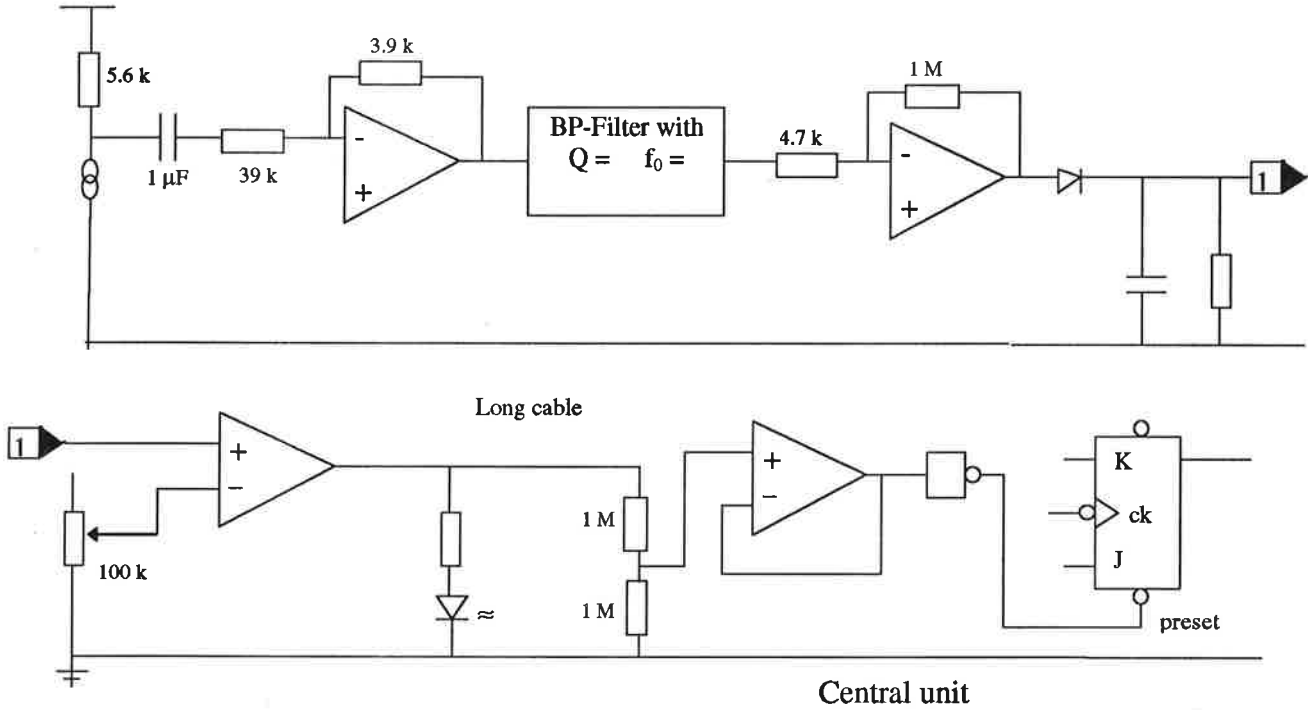 5.6 k
1 μF
39 k
3.9 k
-
+
BP-Filter with
Q = f₀ =
4.7 k
1 M
-
+
1
1
+
−
100 k
Long cable
≈
1 M
1 M
+
−
K
ck
J
preset
Central unit